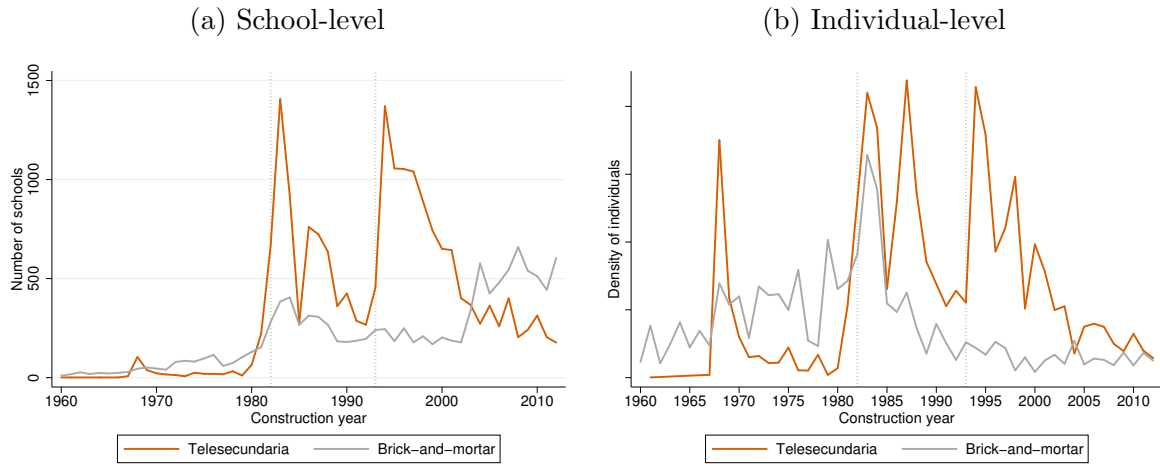 (a) School-level
Number of schools
1500
1000
500
0
1960 1970 1980 1990 2000 2010
Construction year
Telesecundaria Brick-and-mortar
(b) Individual-level
Density of individuals
1960 1965 1970 1975 1980 1985 1990 1995 2000 2005 2010
Construction year
Telesecundaria Brick-and-mortar